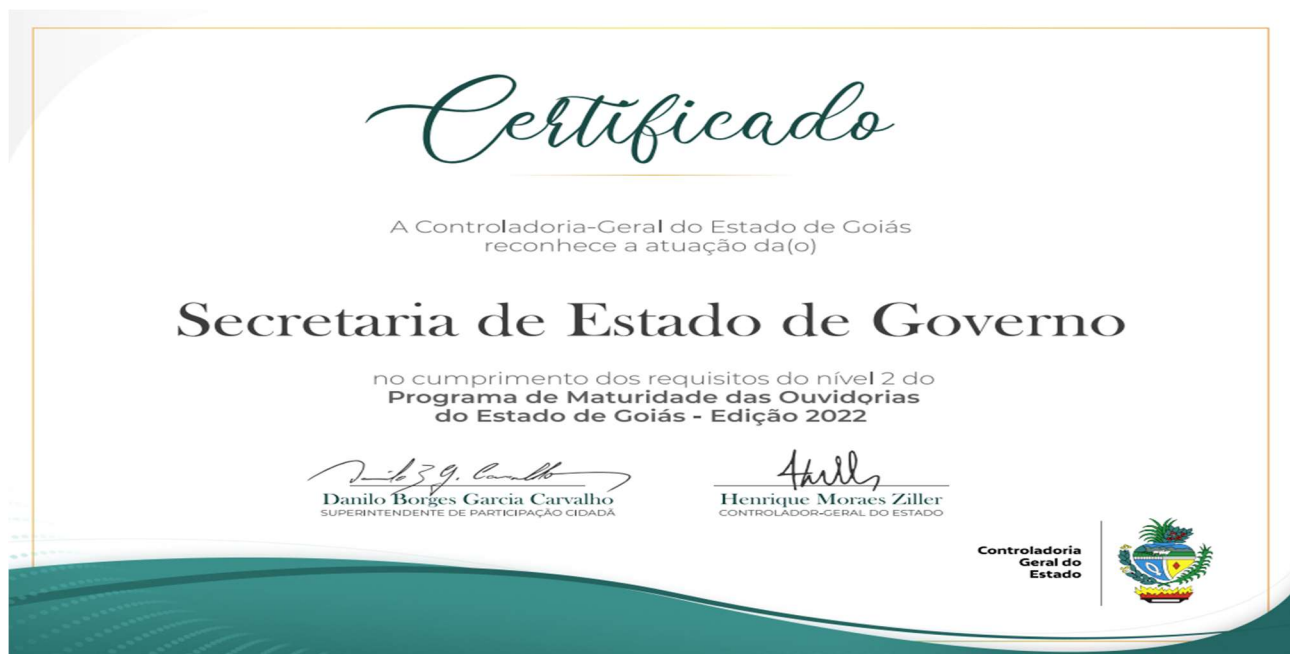 Certificado
A Controladoria-Geral do Estado de Goiás
reconhece a atuação da(o)
Secretaria de Estado de Governo
no cumprimento dos requisitos do nível 2 do
Programa de Maturidade das Ouvidorias
do Estado de Goiás - Edição 2022
Danilo Borges Garcia Carvalho
SUPERINTENDENTE DE PARTICIPAÇÃO CIDADÃ
Henrique Moraes Ziller
CONTROLADOR-GERAL DO ESTADO
Controladoria
Geral do
Estado